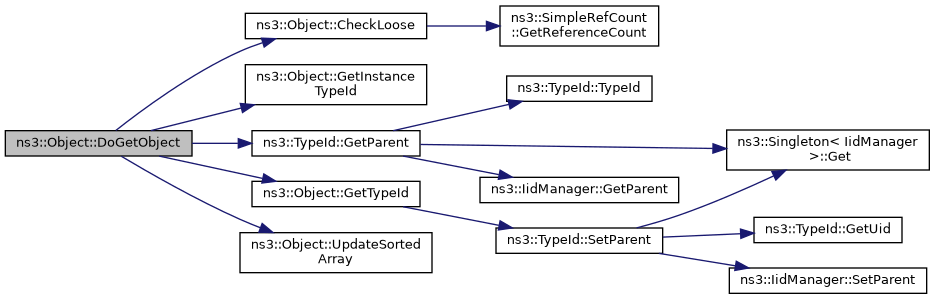 ns3::Object::DoGetObject
ns3::Object::CheckLoose
ns3::SimpleRefCount
::GetReferenceCount
ns3::Object::GetInstance
TypeId
ns3::TypeId::GetParent
ns3::TypeId::TypeId
ns3::Singleton< IidManager
>::Get
ns3::IidManager::GetParent
ns3::Object::GetTypeId
ns3::TypeId::SetParent
ns3::TypeId::GetUid
ns3::IidManager::SetParent
ns3::Object::UpdateSorted
Array